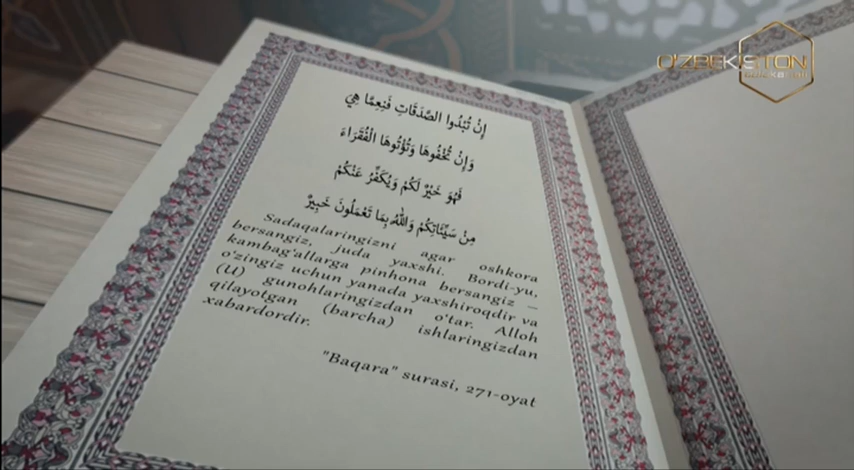 O'ZBEKISTON
telekanali
إِنْ تُبْدُوا الصَّدَقَاتِ فَنِعِمَّا هِيَ
وَإِنْ تُخْفُوهَا وَتُؤْتُوهَا الْفُقَرَاءَ
فَهُوَ خَيْرٌ لَكُمْ وَيُكَفِّرُ عَنْكُمْ
مِنْ سَيِّئَاتِكُمْ وَاللهُ بِمَا تَعْمَلُونَ خَبِيرٌ
Sadaqalaringizni agar oshkora
bersangiz, juda yaxshi. Bordi-yu,
kambag'allarga pinhona bersangiz –
o'zingiz uchun yanada yaxshiroqdir va
(U) gunohlaringizdan o'tar. Alloh
qilayotgan (barcha) ishlaringizdan
xabardordir.
"Baqara" surasi, 271-oyat